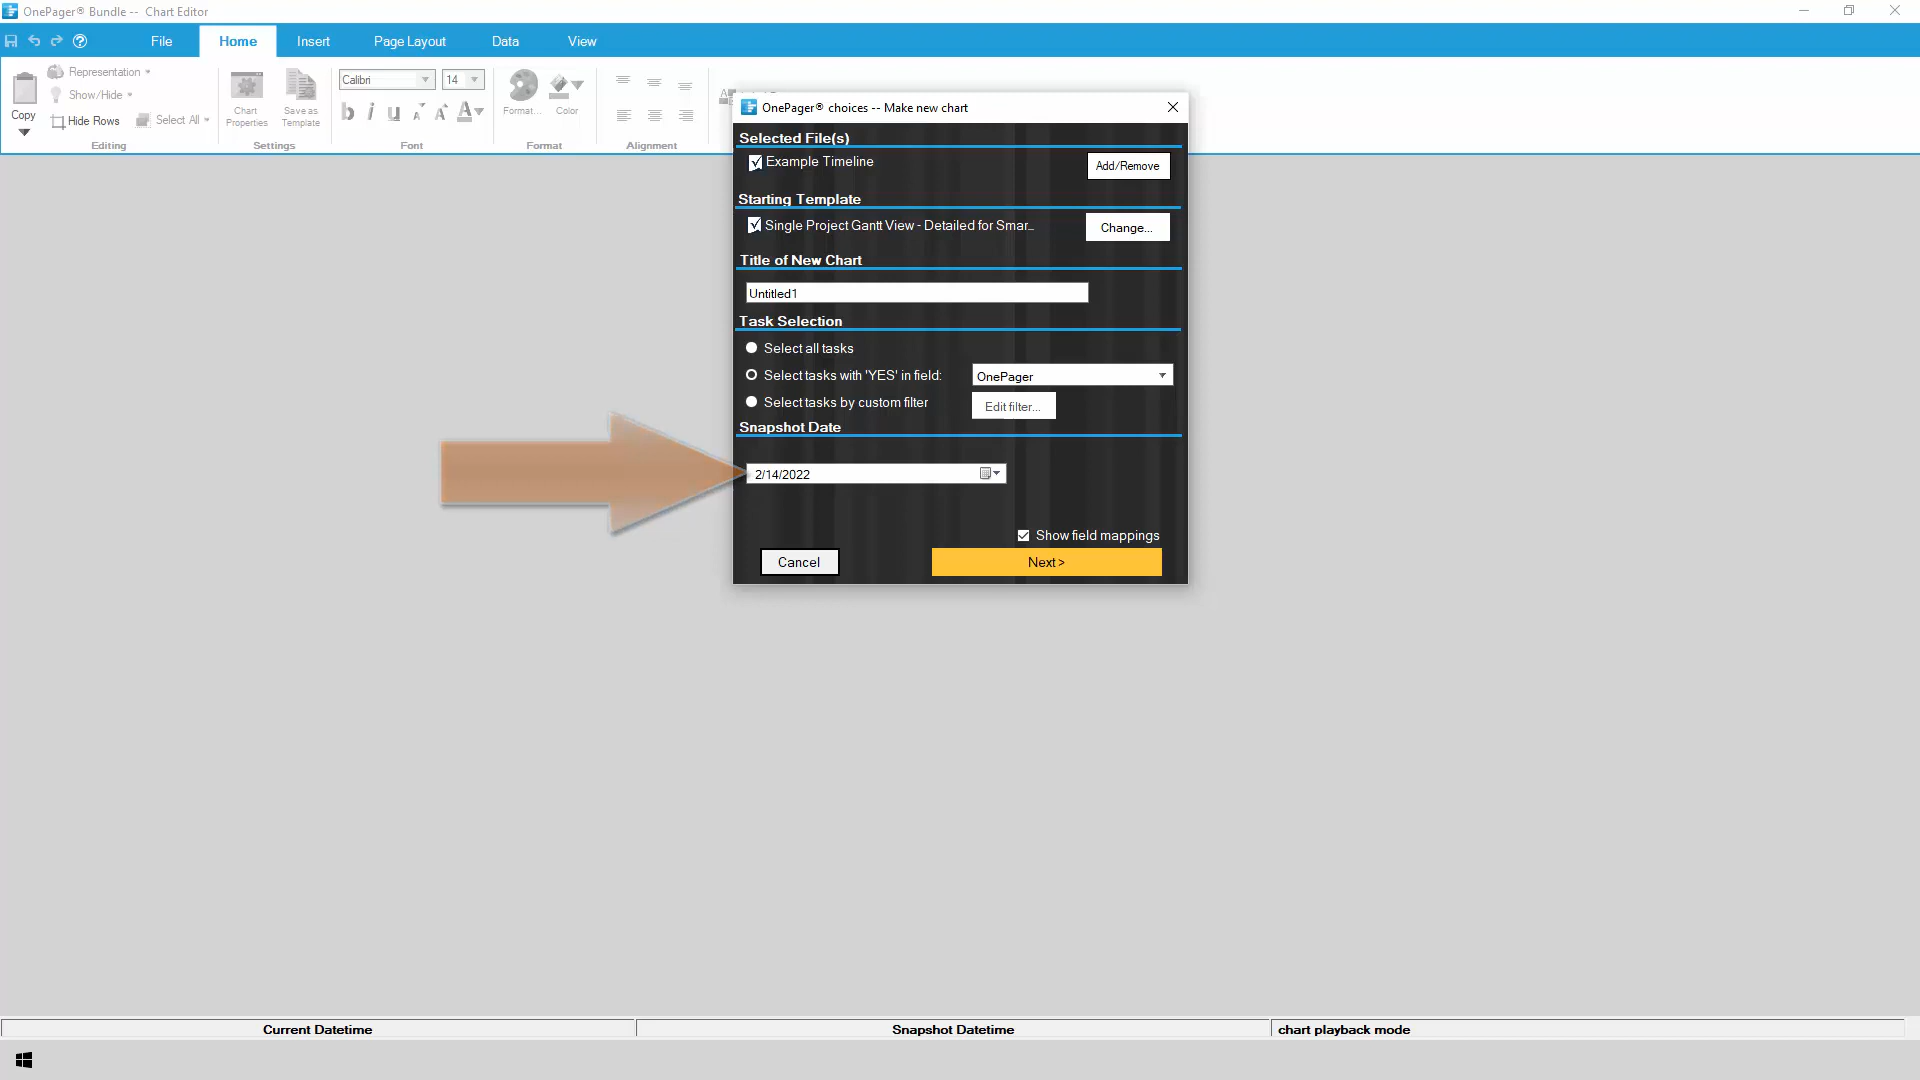 OnePager® Bundle -- Chart Editor
File
Home
Insert
Page Layout
Data
View
Copy
Representation
Show/Hide
Hide Rows
Select All
Editing
Chart
Properties
Save as
Template
Settings
Calibri
14
b i u A A A
Font
Format...
Color
Format
Alignment
OnePager® choices -- Make new chart
Selected File(s)
Example Timeline
Add/Remove
Starting Template
Single Project Gantt View - Detailed for Smar...
Change...
Title of New Chart
Untitled1
Task Selection
Select all tasks
Select tasks with 'YES' in field:
OnePager
Select tasks by custom filter
Edit filter...
Snapshot Date
2/14/2022
Show field mappings
Cancel
Next >
Current Datetime
Snapshot Datetime
chart playback mode